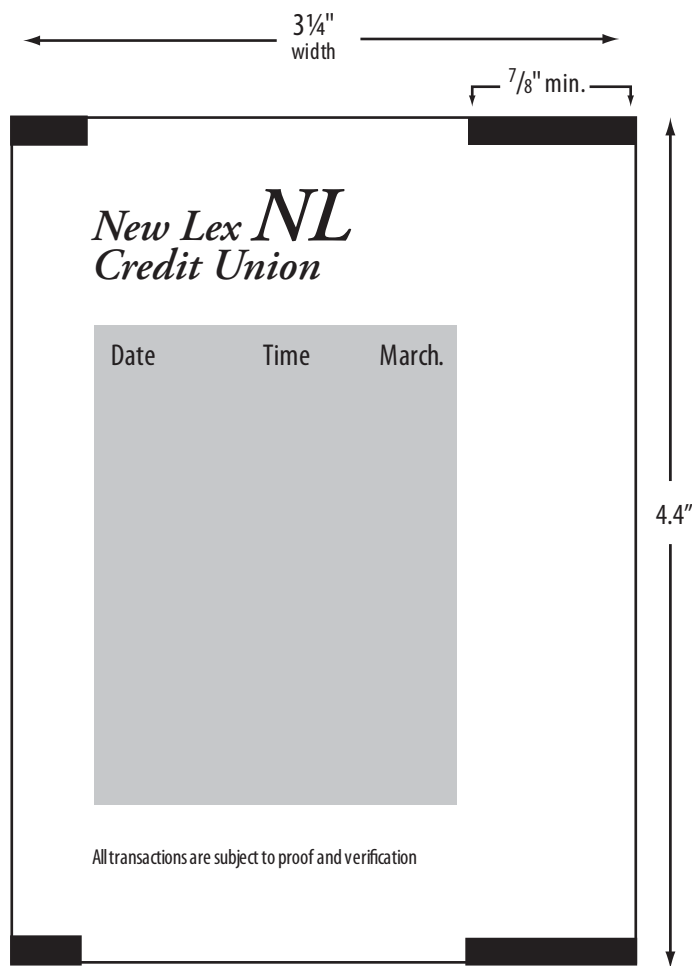 3¼"
width
⅞" min.
New Lex NL
Credit Union
Date Time March.
4.4"
All transactions are subject to proof and verification